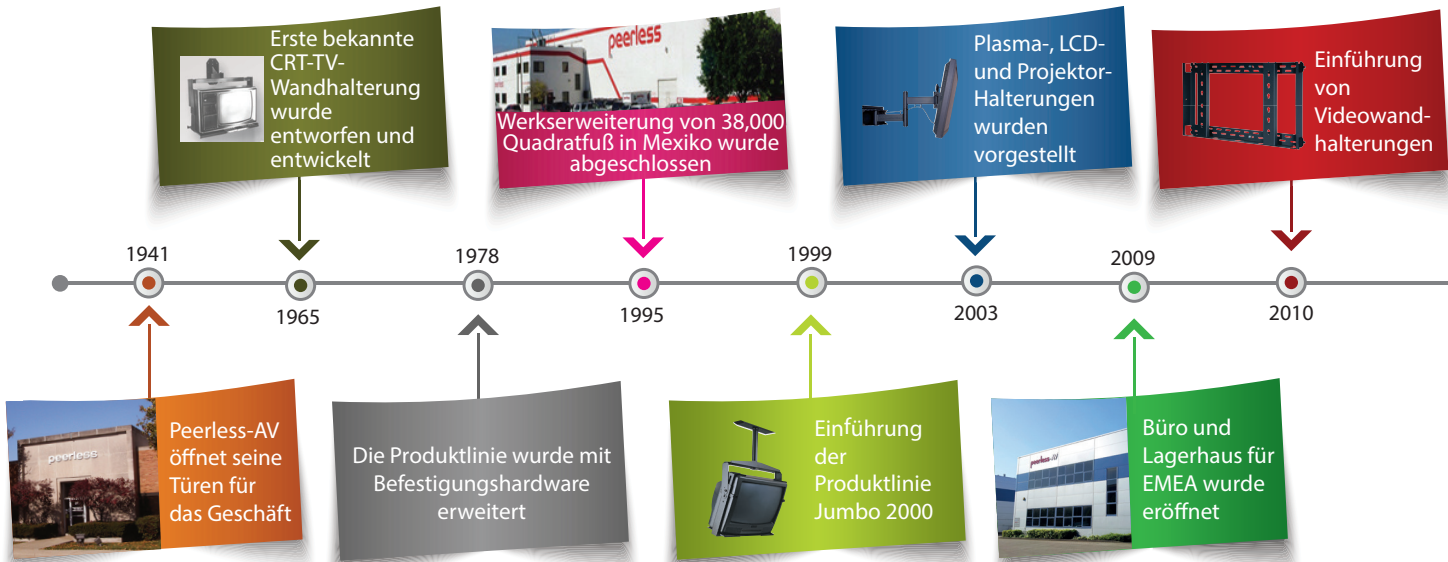 Erste bekannte
CRT-TV-
Wandhalterung
wurde
entworfen und
entwickelt
peerless
Werkserweiterung von 38,000
Quadratfuß in Mexiko wurde
abgeschlossen
Plasma-, LCD-
und Projektor-
Halterungen
wurden
vorgestellt
Einführung
von
Videowand-
halterungen
1941
1965
1978
1995
1999
2003
2009
2010
peerless
Peerless-AV
öffnet seine
Türen für
das Geschäft
Die Produktlinie wurde mit
Befestigungshardware
erweitert
Einführung
der
Produktlinie
Jumbo 2000
peerless-AV
Büro und
Lagerhaus für
EMEA wurde
eröffnet